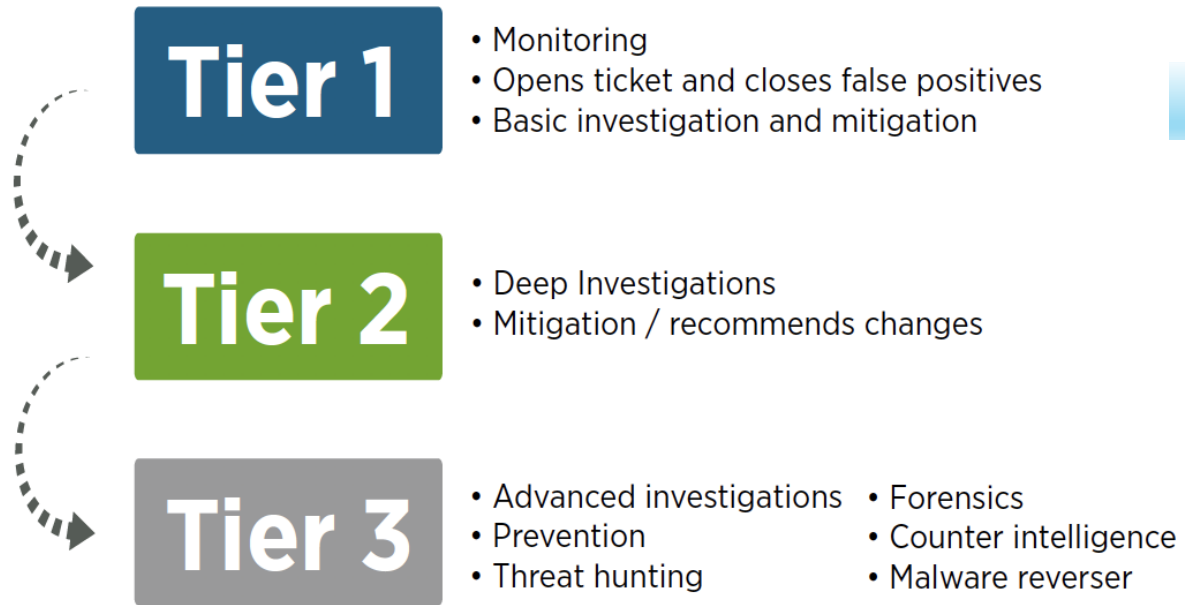 Tier 1
• Monitoring
• Opens ticket and closes false positives
• Basic investigation and mitigation
Tier 2
• Deep Investigations
• Mitigation / recommends changes
Tier 3
• Advanced investigations
• Prevention
• Threat hunting
• Forensics
• Counter intelligence
• Malware reverser